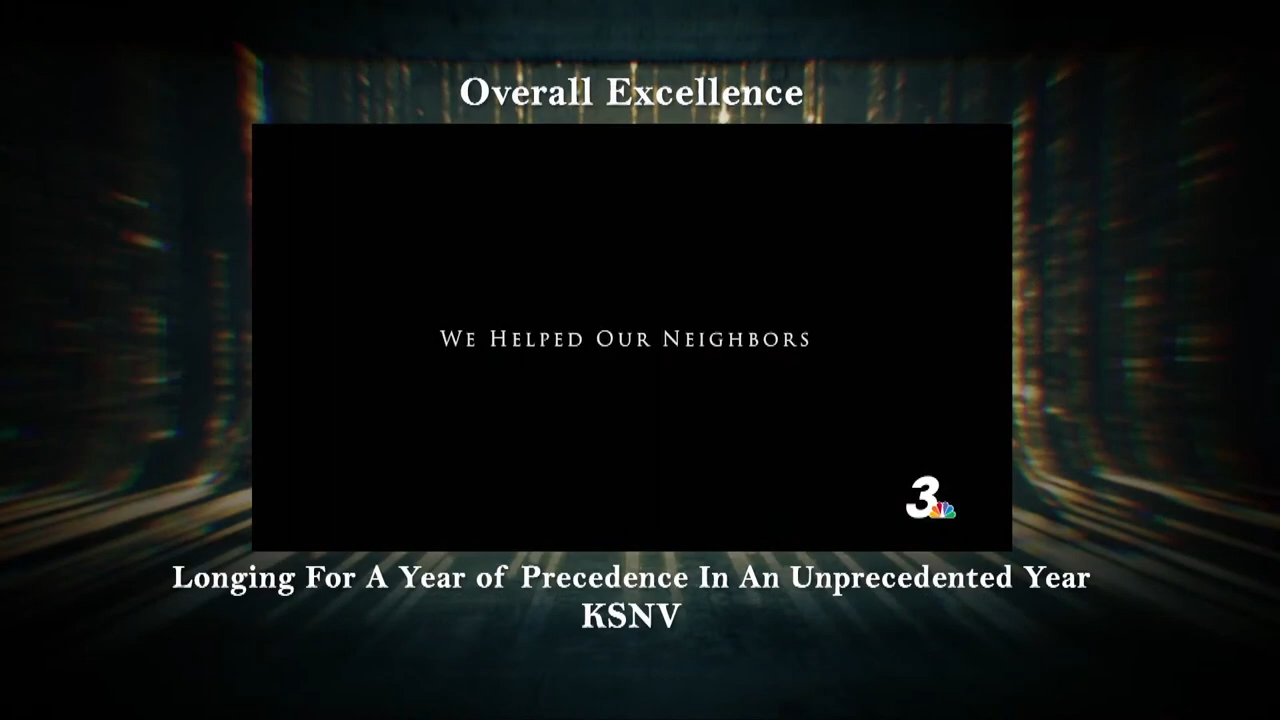 Overall Excellence
We Helped Our Neighbors
3
Longing For A Year of Precedence In An Unprecedented Year
KSNV